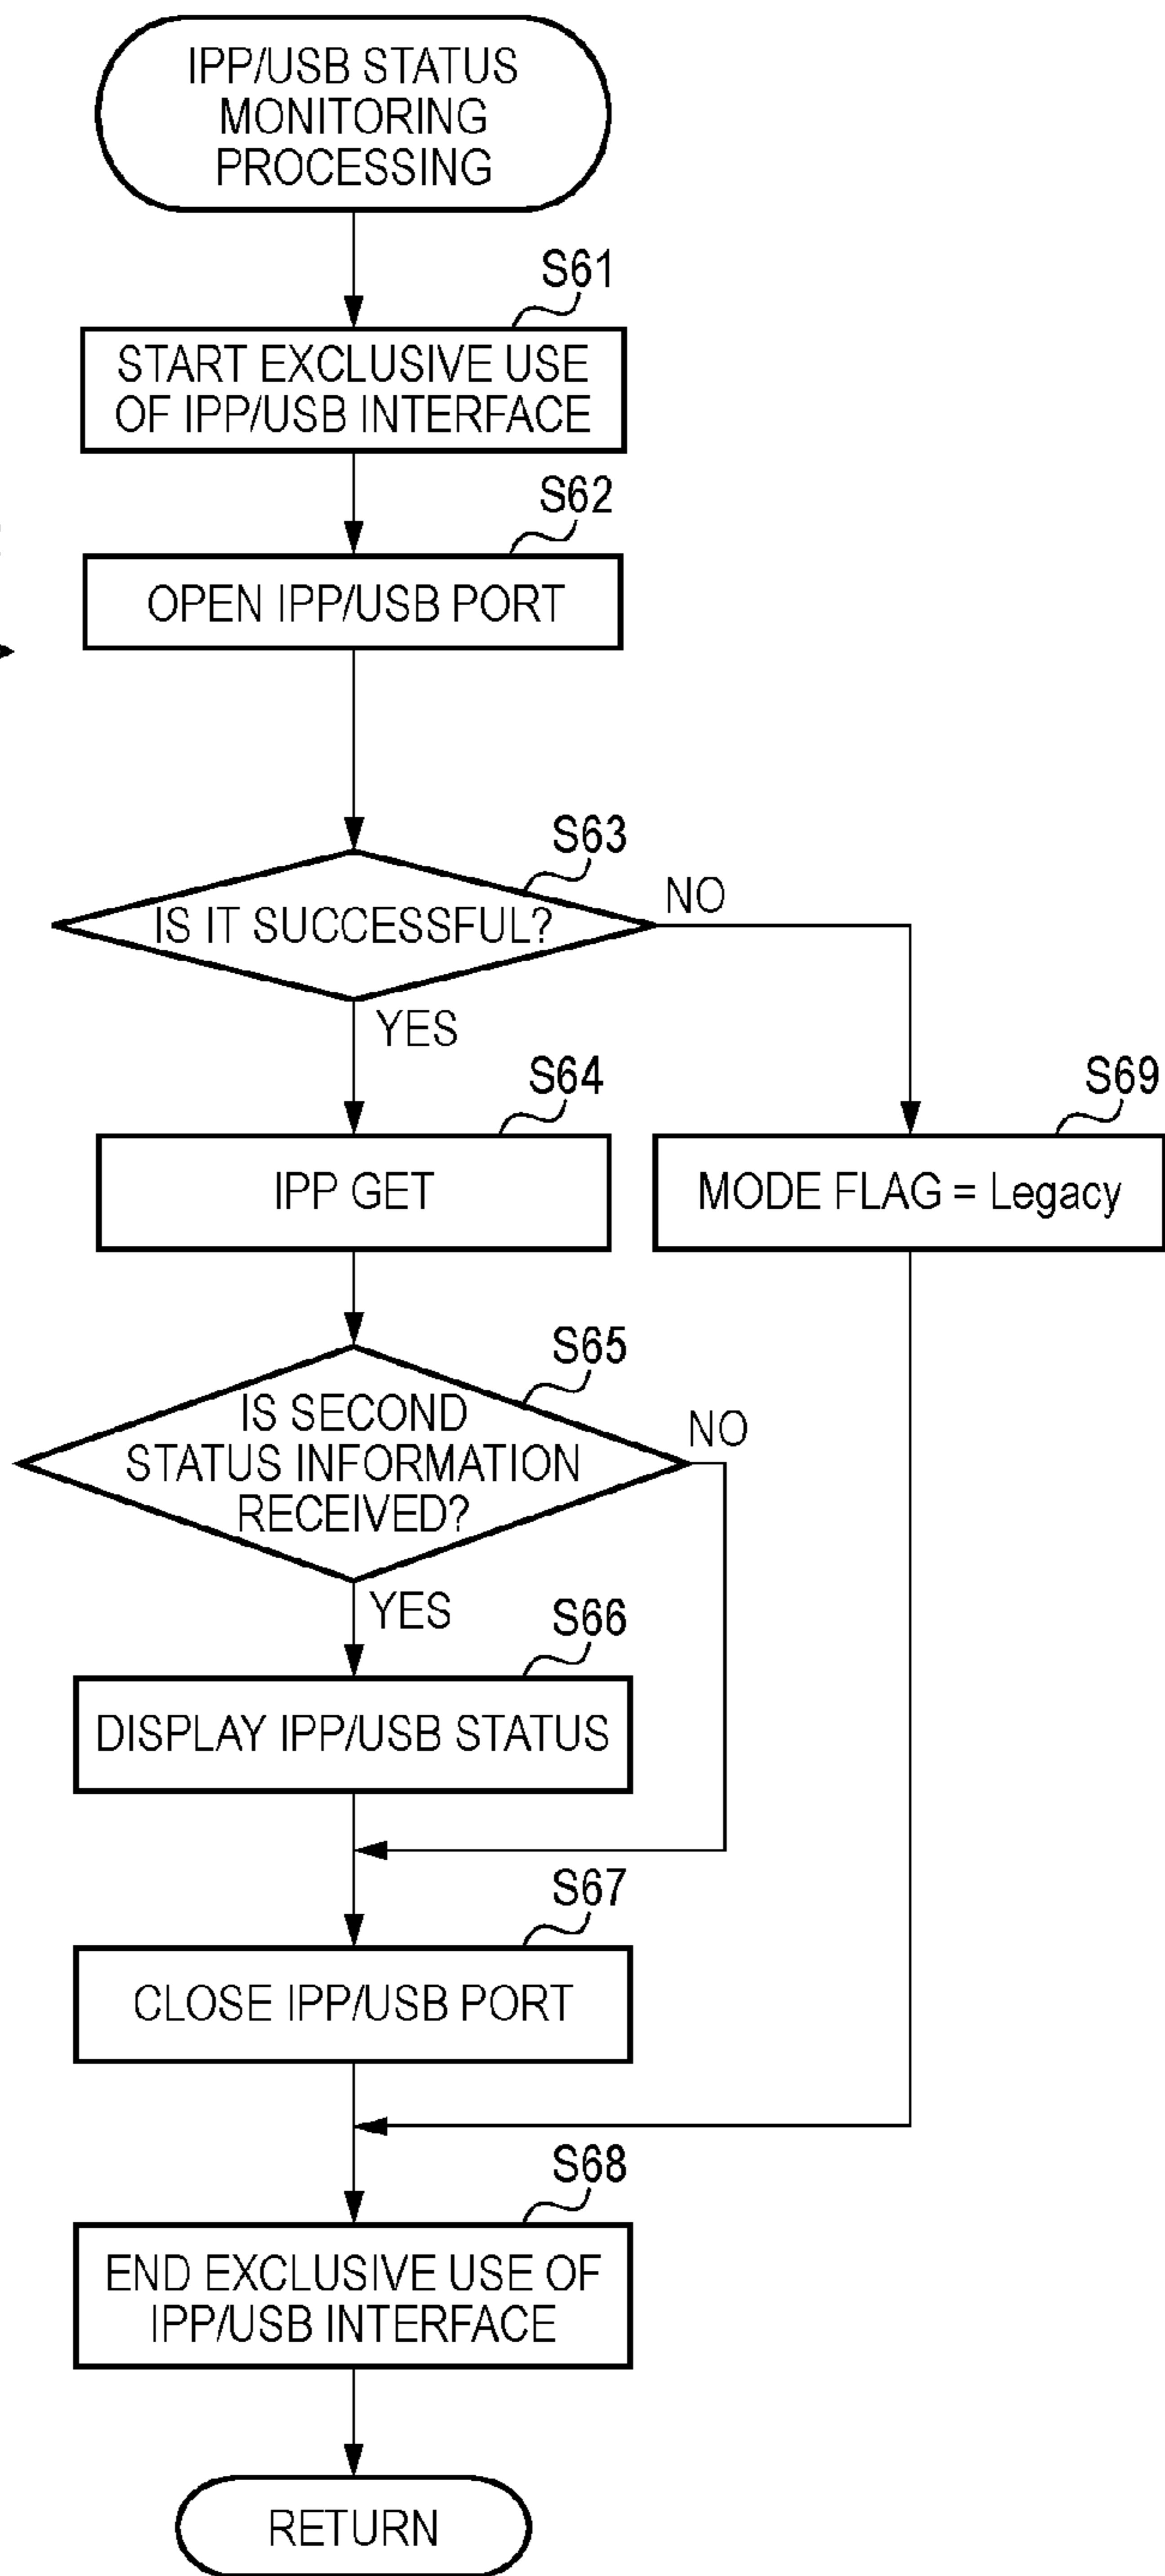 IPP/USB STATUS
MONITORING
PROCESSING
S61
START EXCLUSIVE USE
OF IPP/USB INTERFACE
S62
OPEN IPP/USB PORT
S63
IS IT SUCCESSFUL?
NO
YES
S64
IPP GET
S69
MODE FLAG = Legacy
S65
IS SECOND
STATUS INFORMATION
RECEIVED?
NO
YES
S66
DISPLAY IPP/USB STATUS
S67
CLOSE IPP/USB PORT
S68
END EXCLUSIVE USE OF
IPP/USB INTERFACE
RETURN